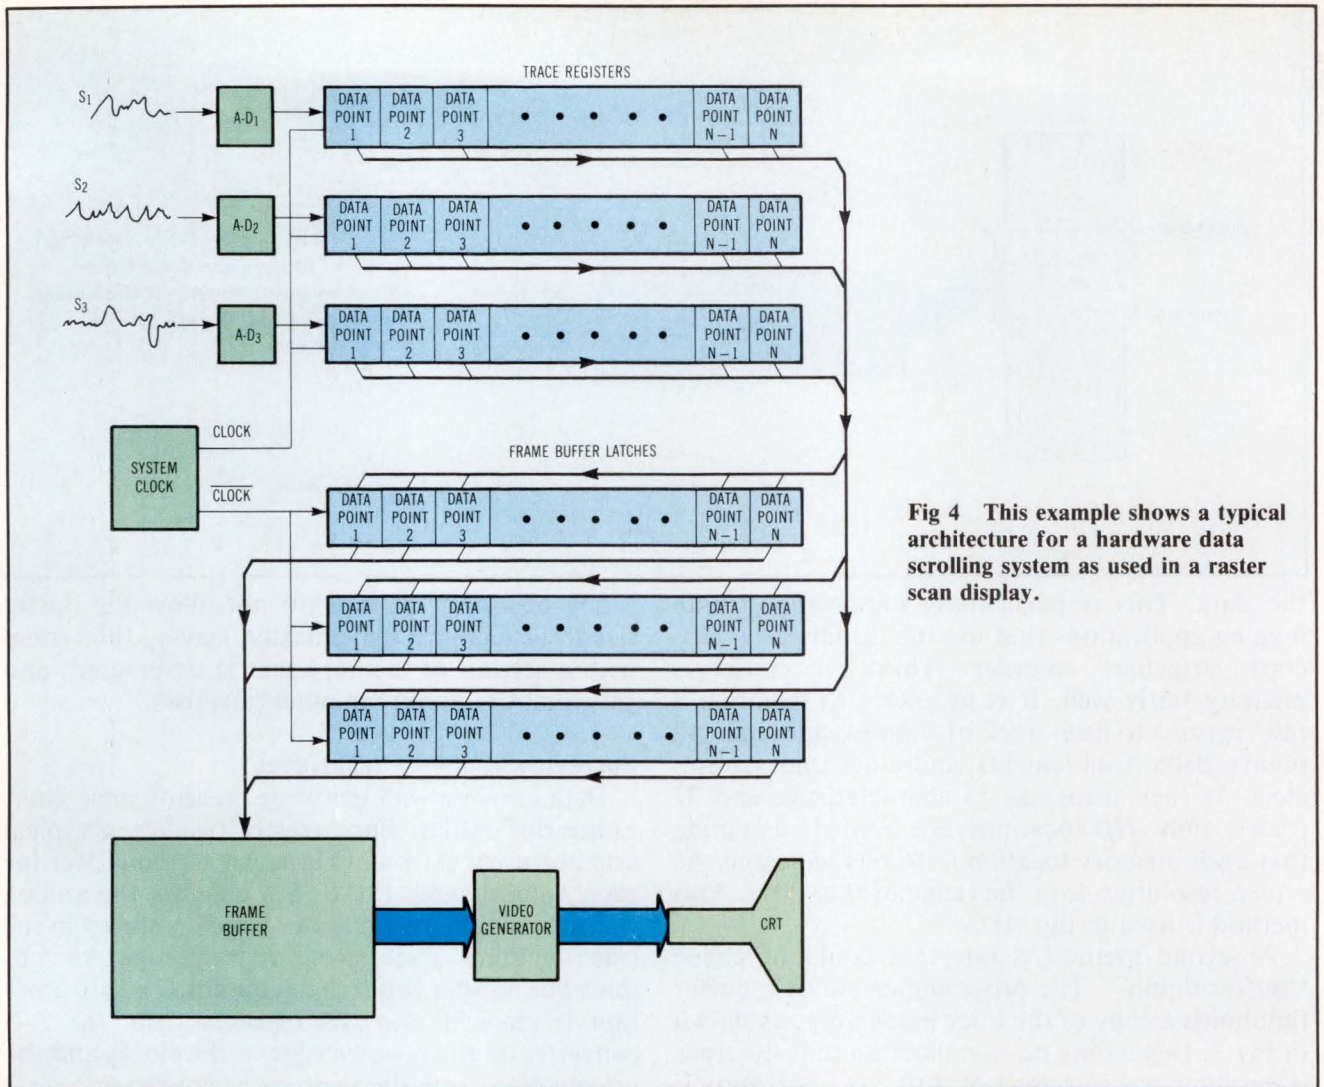 TRACE REGISTERS
S1
A-D1
DATA POINT 1 DATA POINT 2 DATA POINT 3 • • • • • DATA POINT N−1 DATA POINT N
S2
A-D2
DATA POINT 1 DATA POINT 2 DATA POINT 3 • • • • • DATA POINT N−1 DATA POINT N
S3
A-D3
DATA POINT 1 DATA POINT 2 DATA POINT 3 • • • • • DATA POINT N−1 DATA POINT N
SYSTEM CLOCK
CLOCK
C̅L̅O̅C̅K̅
FRAME BUFFER LATCHES
DATA POINT 1 DATA POINT 2 DATA POINT 3 • • • • • DATA POINT N−1 DATA POINT N
DATA POINT 1 DATA POINT 2 DATA POINT 3 • • • • • DATA POINT N−1 DATA POINT N
DATA POINT 1 DATA POINT 2 DATA POINT 3 • • • • • DATA POINT N−1 DATA POINT N
Fig 4 This example shows a typical
architecture for a hardware data
scrolling system as used in a raster
scan display.
FRAME BUFFER
VIDEO GENERATOR
CRT